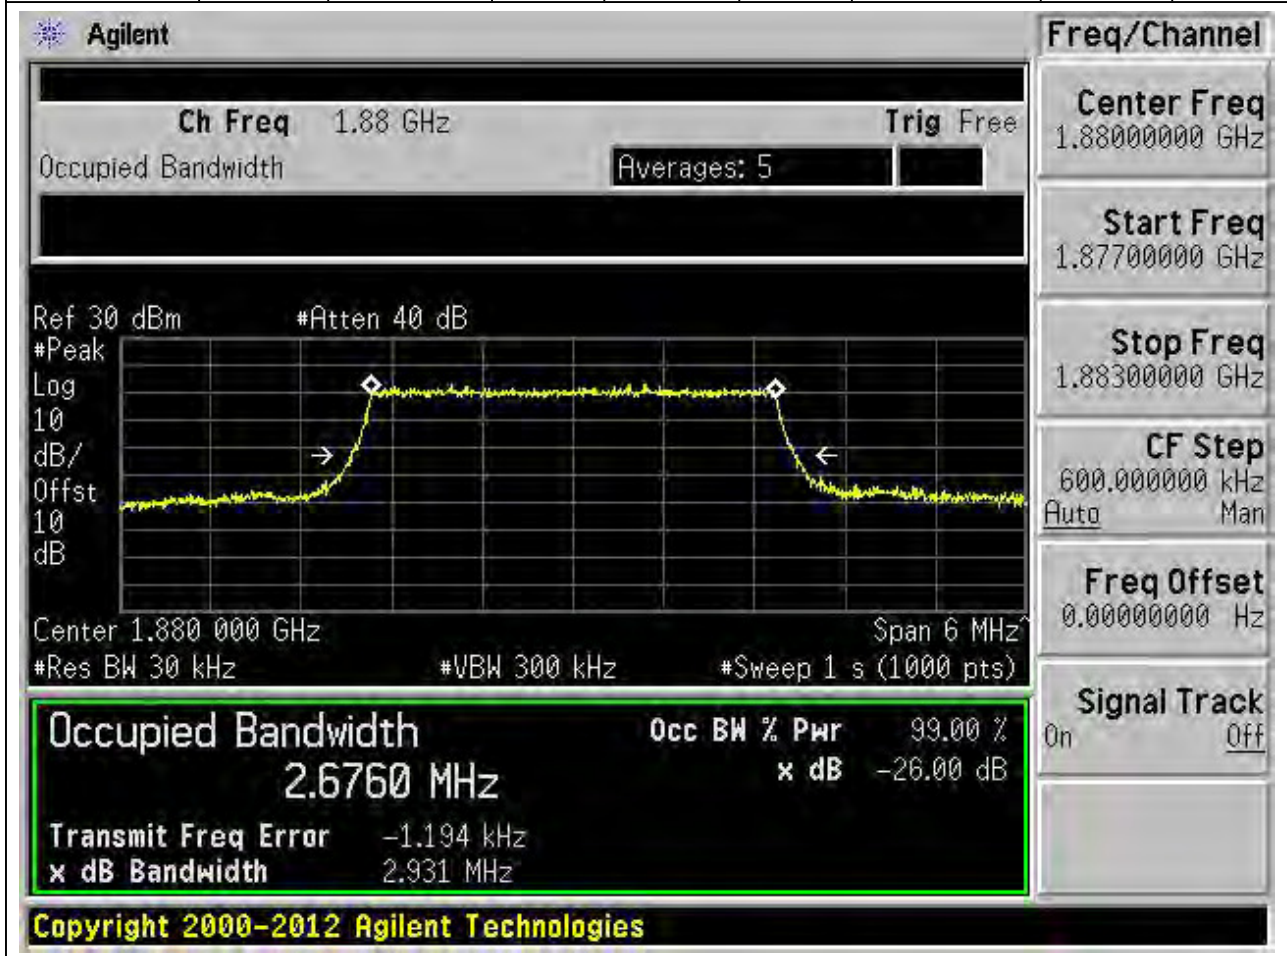 Agilent
Freq/Channel
Ch Freq 1.88 GHz Trig Free
Occupied Bandwidth Averages: 5
Center Freq
1.88000000 GHz
Start Freq
1.87700000 GHz
Stop Freq
1.88300000 GHz
CF Step
600.000000 kHz
Auto Man
Freq Offset
0.00000000 Hz
Signal Track
On Off
Ref 30 dBm #Atten 40 dB
#Peak
Log
10
dB/
Offst
10
dB
Center 1.880 000 GHz Span 6 MHz^
#Res BW 30 kHz #VBW 300 kHz #Sweep 1 s (1000 pts)
Occupied Bandwidth
2.6760 MHz
Occ BW % Pwr 99.00 %
x dB -26.00 dB
Transmit Freq Error -1.194 kHz
x dB Bandwidth 2.931 MHz
Copyright 2000-2012 Agilent Technologies